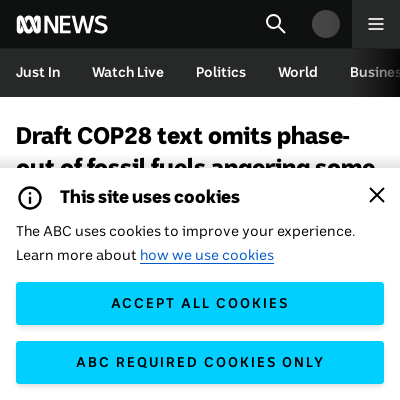 NEWS
Just In Watch Live Politics World Busines
Draft COP28 text omits phase-
out of fossil fuels angering some
This site uses cookies
The ABC uses cookies to improve your experience.
Learn more about how we use cookies
ACCEPT ALL COOKIES
ABC REQUIRED COOKIES ONLY